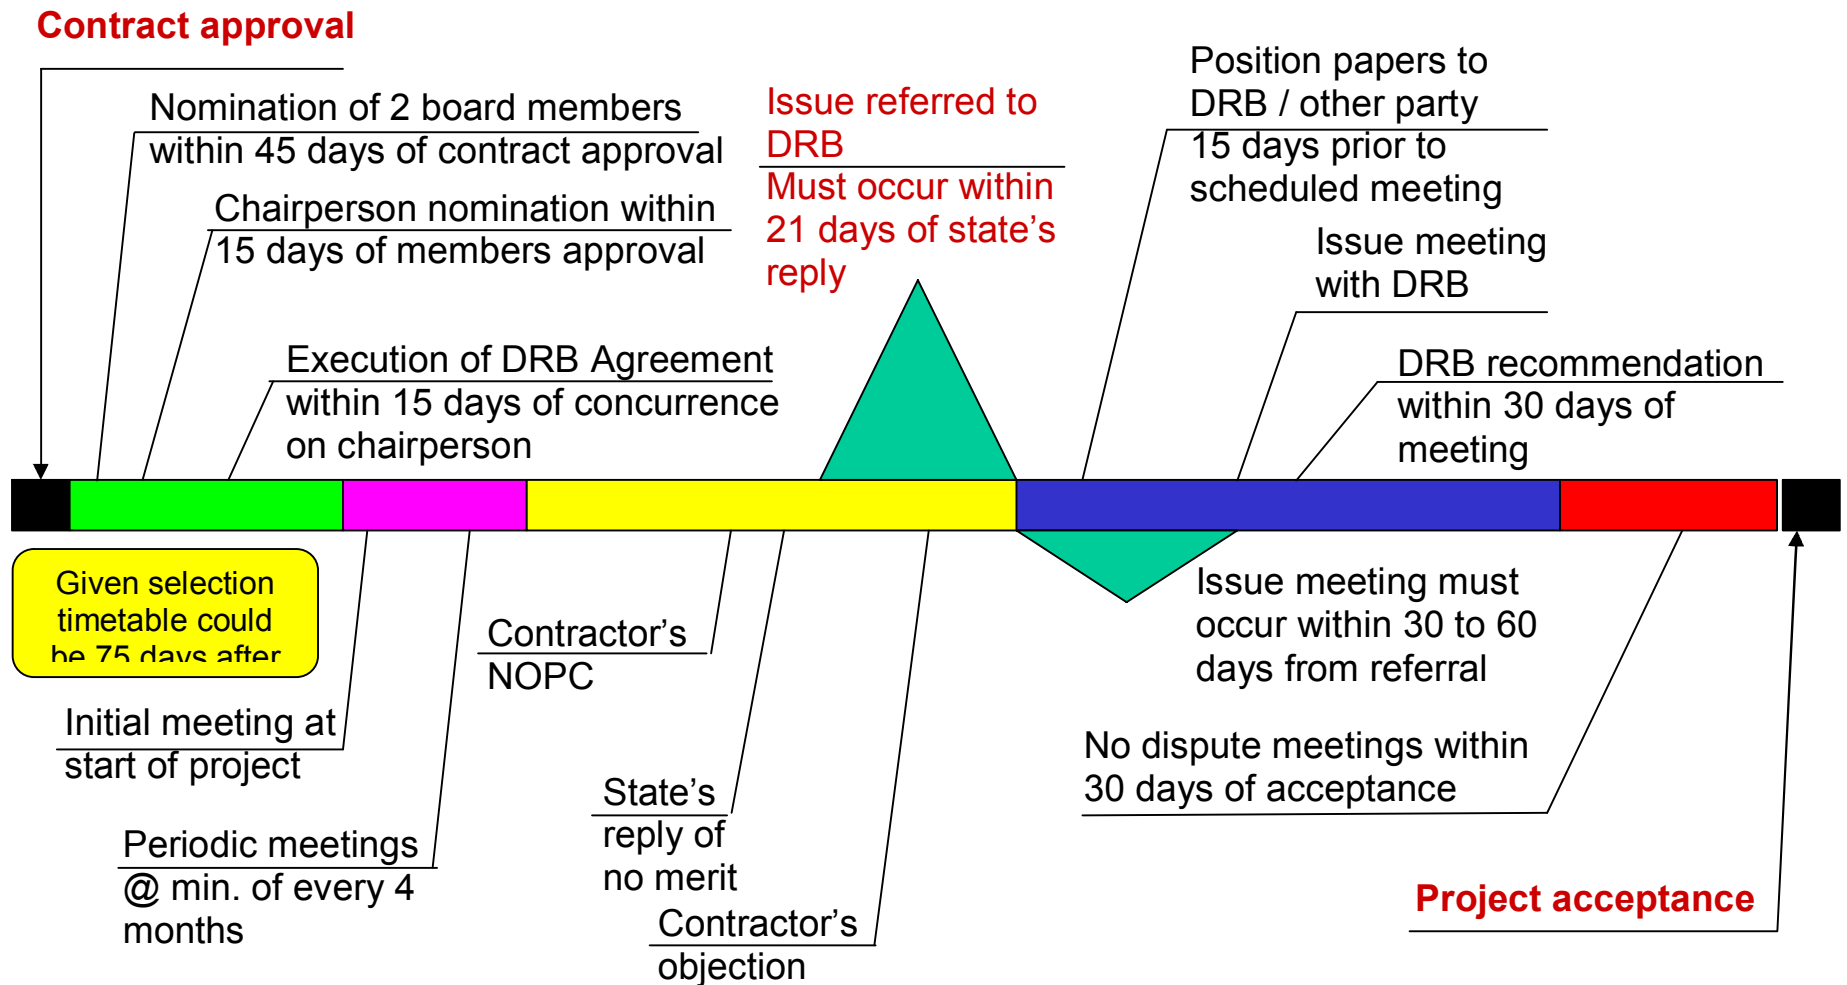 Contract approval
Nomination of 2 board members
within 45 days of contract approval
Chairperson nomination within
15 days of members approval
Execution of DRB Agreement
within 15 days of concurrence
on chairperson
Issue referred to
DRB
Must occur within
21 days of state’s
reply
Position papers to
DRB / other party
15 days prior to
scheduled meeting
Issue meeting
with DRB
DRB recommendation
within 30 days of
meeting
Given selection
timetable could
be 75 days after
Initial meeting at
start of project
Periodic meetings
@ min. of every 4
months
Contractor’s
NOPC
State’s
reply of
no merit
Contractor’s
objection
Issue meeting must
occur within 30 to 60
days from referral
No dispute meetings within
30 days of acceptance
Project acceptance